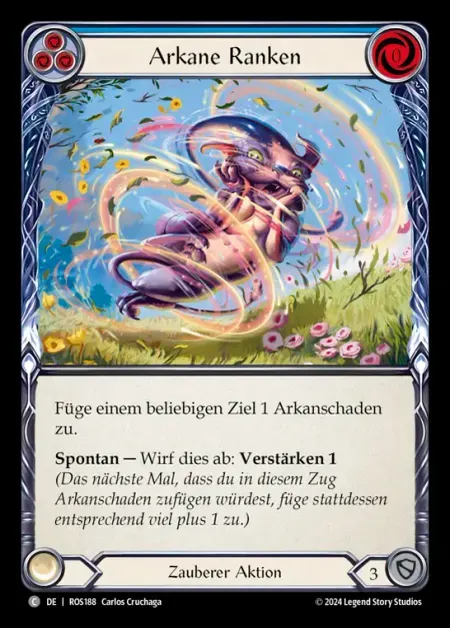 Arkane Ranken
0
Füge einem beliebigen Ziel 1 Arkanschaden
zu.
Spontan — Wirf dies ab: Verstärken 1
(Das nächste Mal, dass du in diesem Zug
Arkanschaden zufügen würdest, füge stattdessen
entsprechend viel plus 1 zu.)
Zauberer Aktion
3
C DE | ROS188 Carlos Cruchaga
© 2024 Legend Story Studios